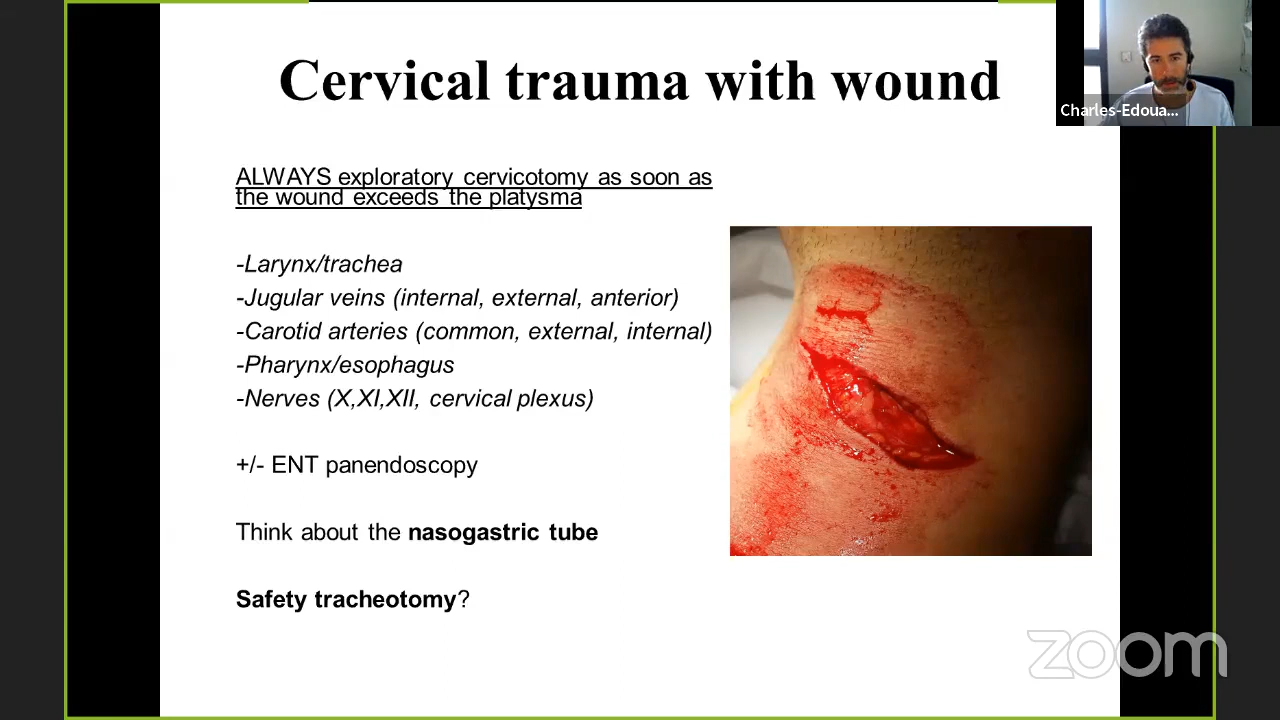 Cervical trauma with wound
Charles-Edoua...
ALWAYS exploratory cervicotomy as soon as
the wound exceeds the platysma
-Larynx/trachea
-Jugular veins (internal, external, anterior)
-Carotid arteries (common, external, internal)
-Pharynx/esophagus
-Nerves (X,XI,XII, cervical plexus)
+/- ENT panendoscopy
Think about the nasogastric tube
Safety tracheotomy?
zoom